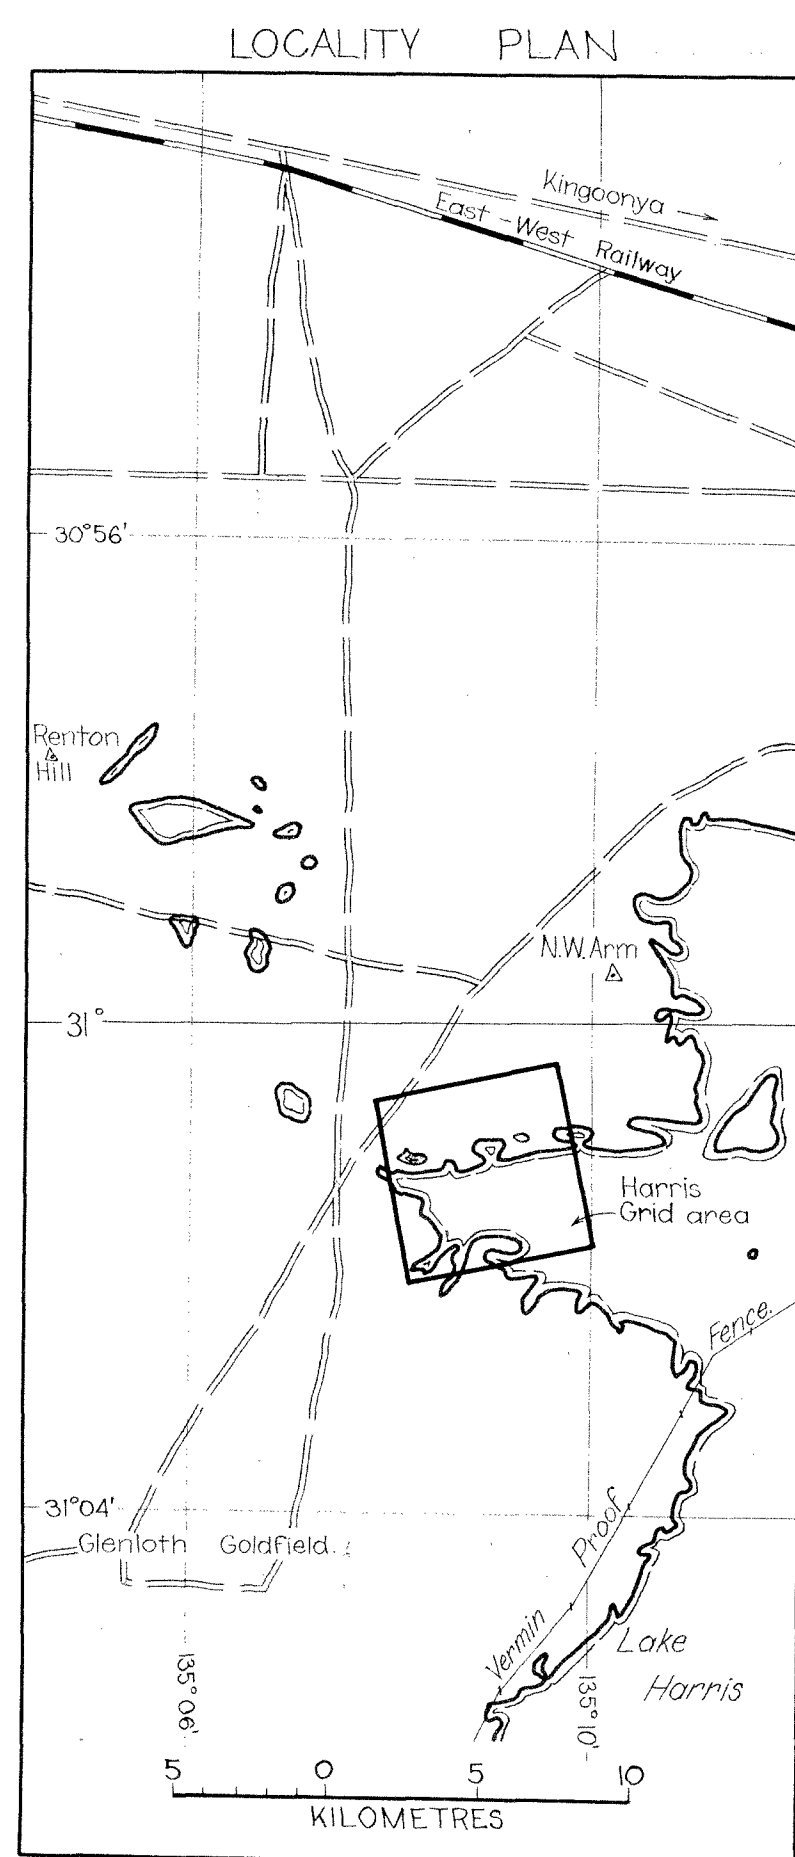 LOCALITY PLAN
Kingoonya
East-West Railway
30°56'
Renton
Hill
N.W. Arm
31°
Harris
Grid area
Fence.
31°04'
Glenloth Goldfield
Proof
Vermin
Lake
Harris
135°06'
135°10'
5 0 5 10
KILOMETRES